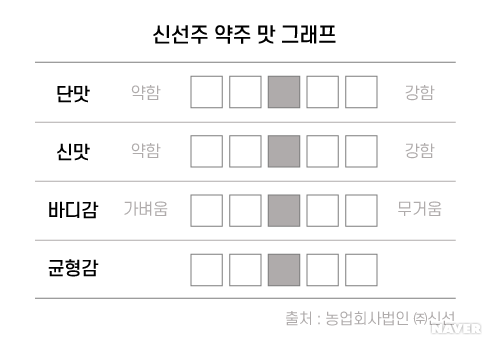 신선주 약주 맛 그래프
단맛 약함 강함
신맛 약함 강함
바디감 가벼움 무거움
균형감
출처 : 농업회사법인 ㈜신선
NAVER